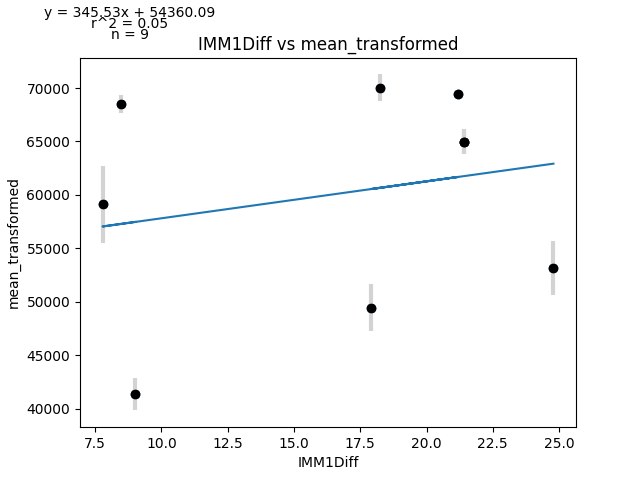 y = 345.53x + 54360.09
r^2 = 0.05
n = 9
IMM1Diff vs mean_transformed
70000
65000
60000
55000
50000
45000
40000
mean_transformed
7.5 10.0 12.5 15.0 17.5 20.0 22.5 25.0
IMM1Diff